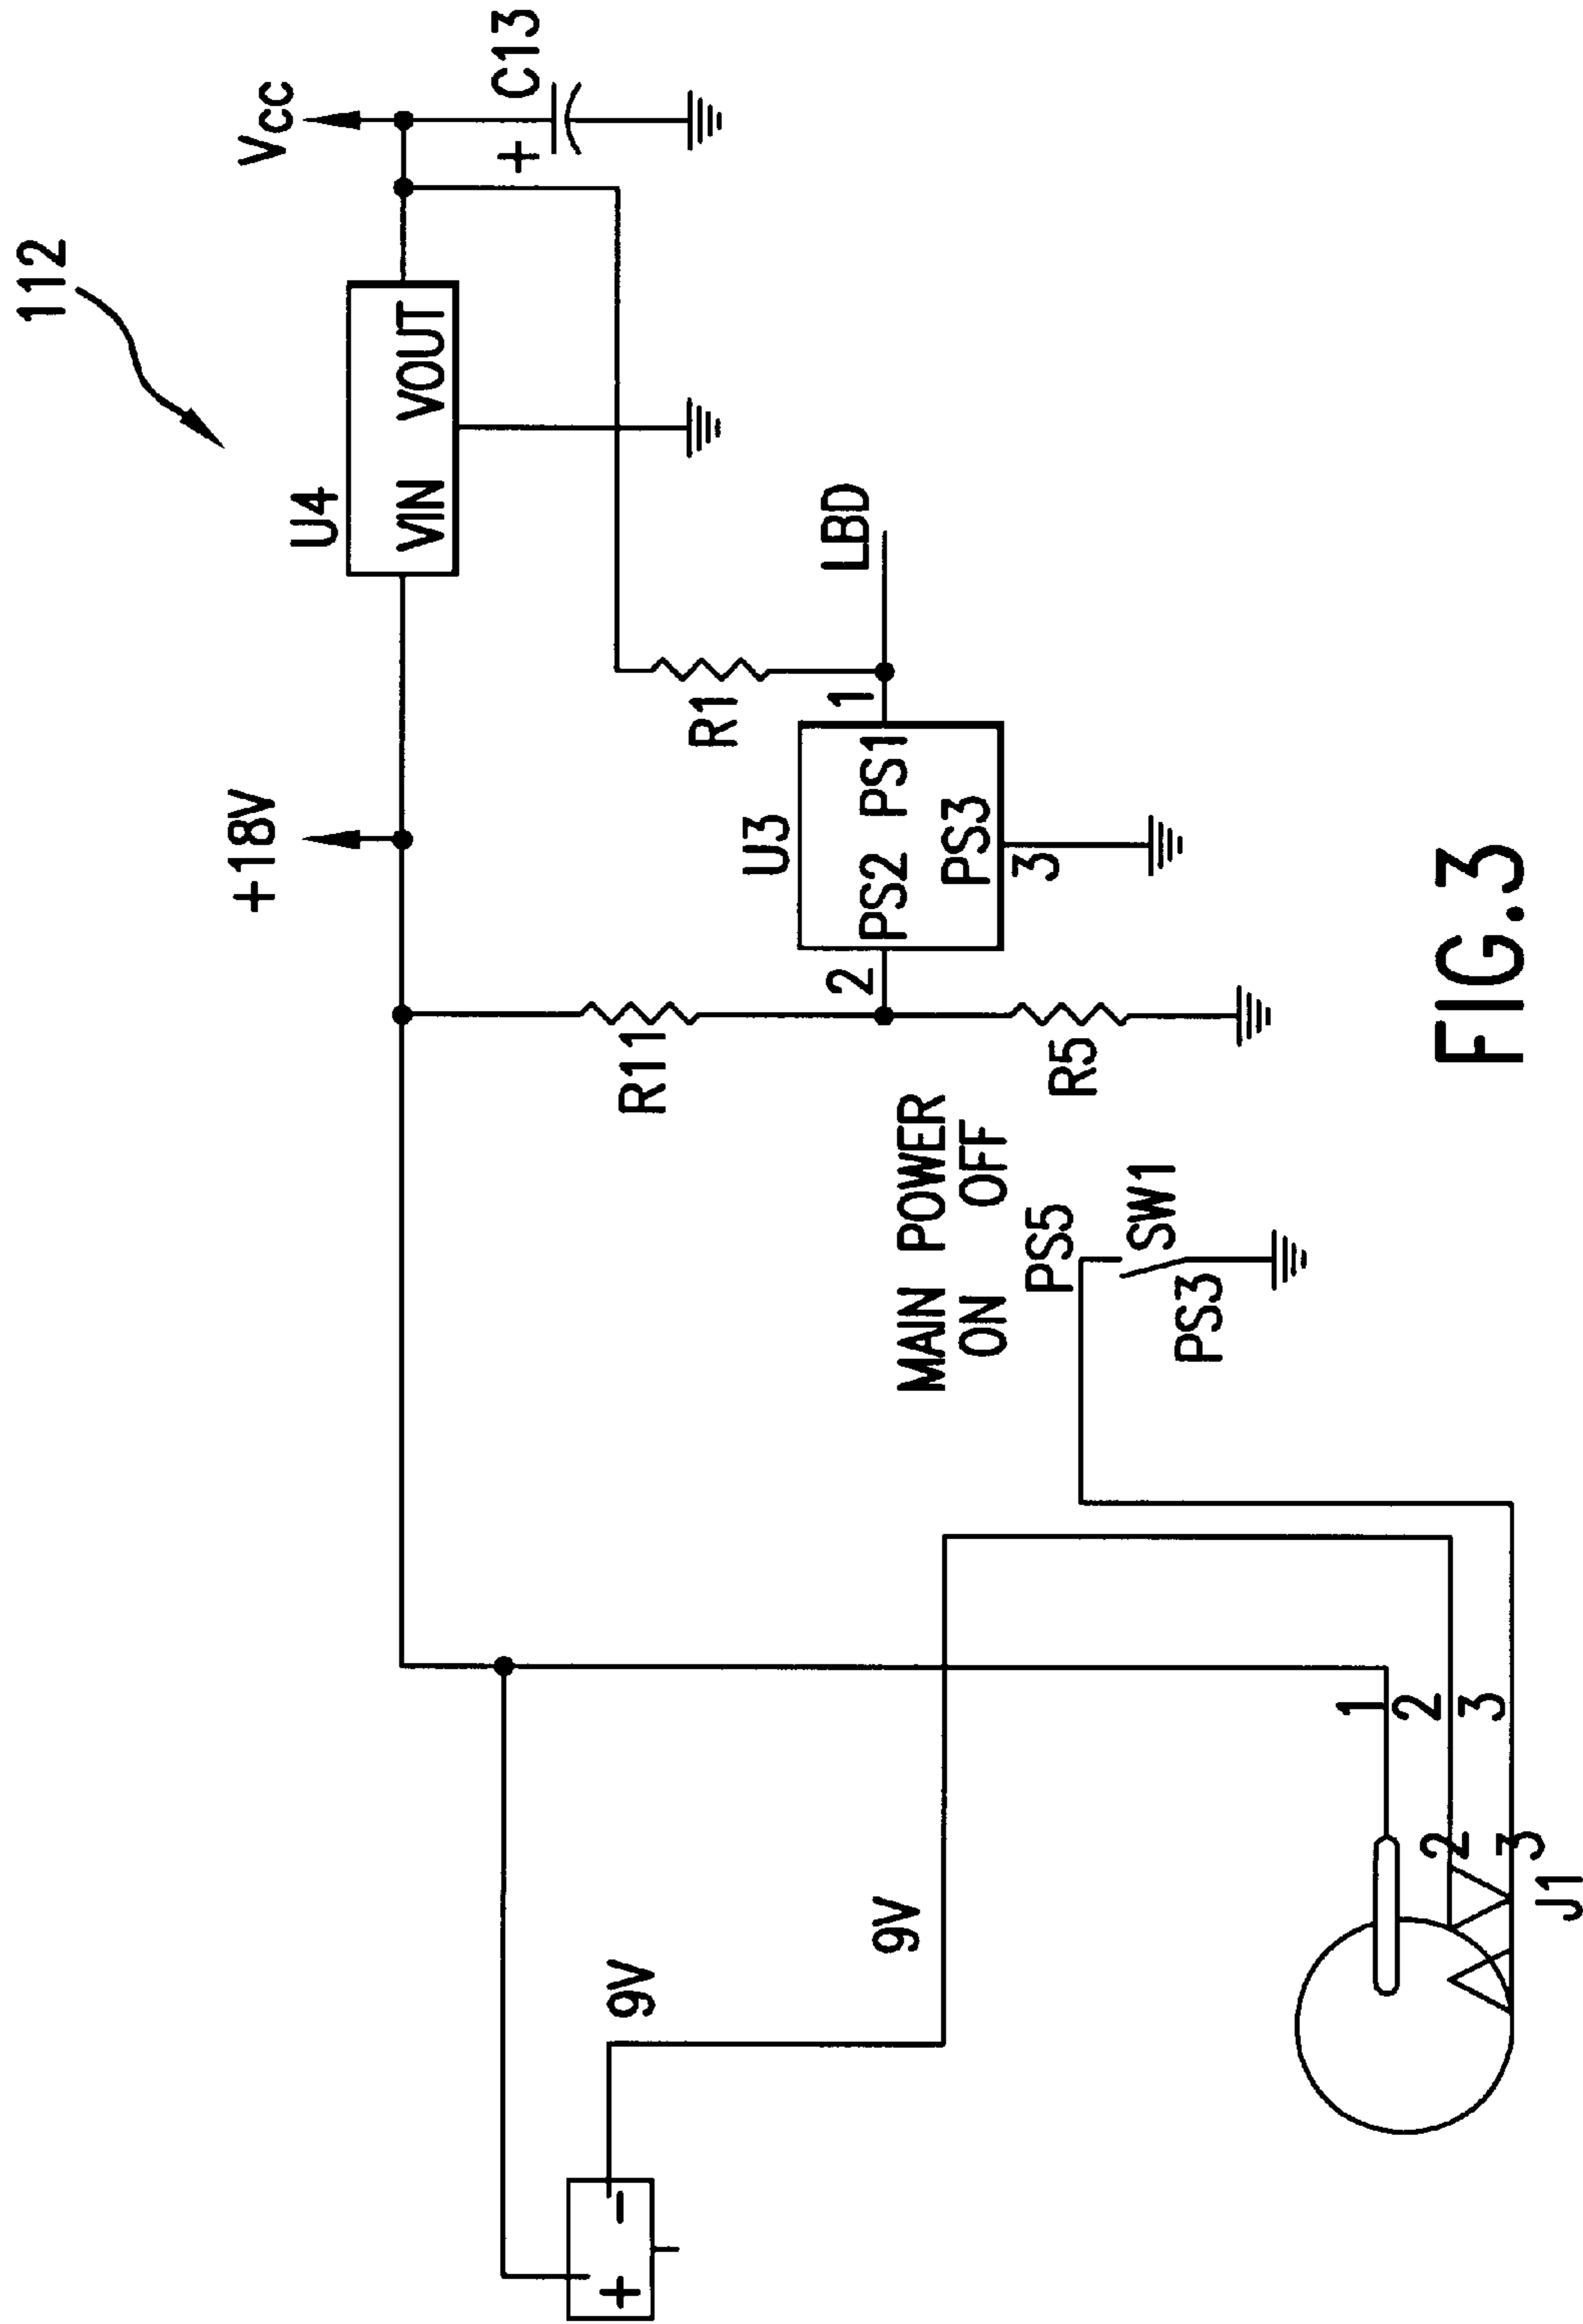 112
U4
VIN VOUT
VCC
+ C13
+18V
R1
LBD
U3
2
PS2 PS1
1
PS3
3
R11
R5
MAIN POWER
ON OFF
PS5
SW1
PS3
9V
9V
+ -
1
2
3
2
3
J1
FIG.3